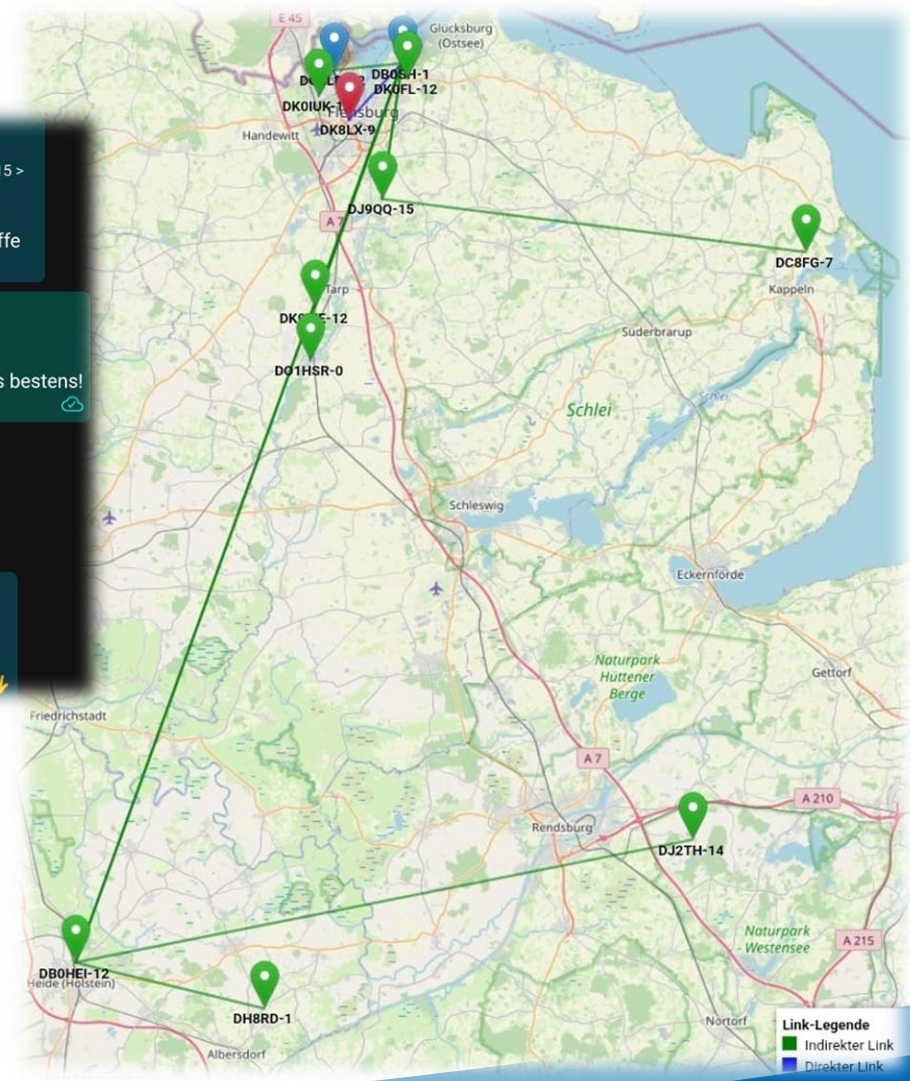 E 45
Glücksburg
(Ostsee)
DB0SH-1
DK0FL-12
DK0IUK-1
Flensburg
DK8LX-9
Handewitt
15 >
DJ9QQ-15
A 7
ffe
DC8FG-7
Tarp
Kappeln
-12
Süderbrarup
DO1HSR-0
s bestens!
Schlei
Schlei
Schleswig
Eckernförde
Naturpark
Hüttener
Berge
Gettorf
Friedrichstadt
A 7
A 210
Rendsburg
DJ2TH-14
Naturpark
- Westensee
A 215
DB0HEI-12
Heide (Holstein)
DH8RD-1
Nortorf
Albersdorf
Link-Legende
Indirekter Link
Direkter Link